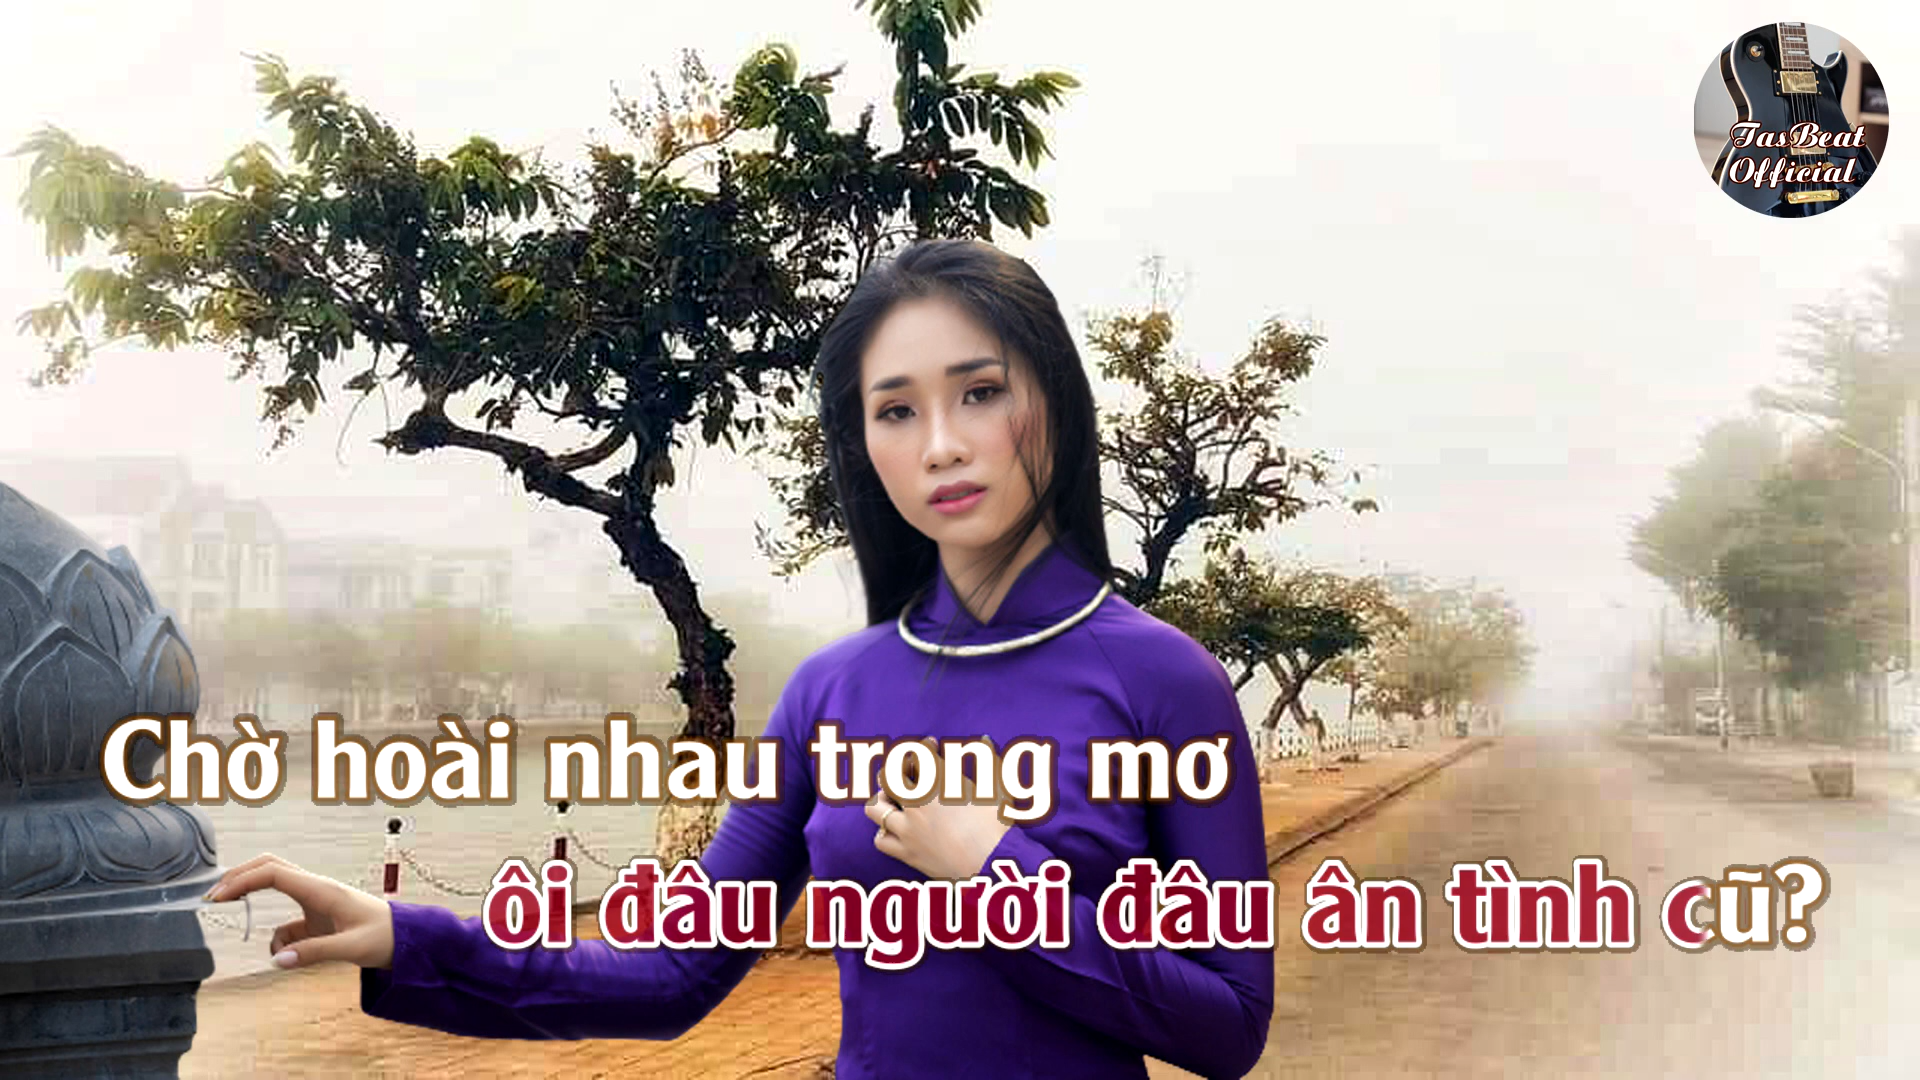 TasBeat
Official
Chờ hoài nhau trong mơ
ôi đâu người đâu ân tình cũ?